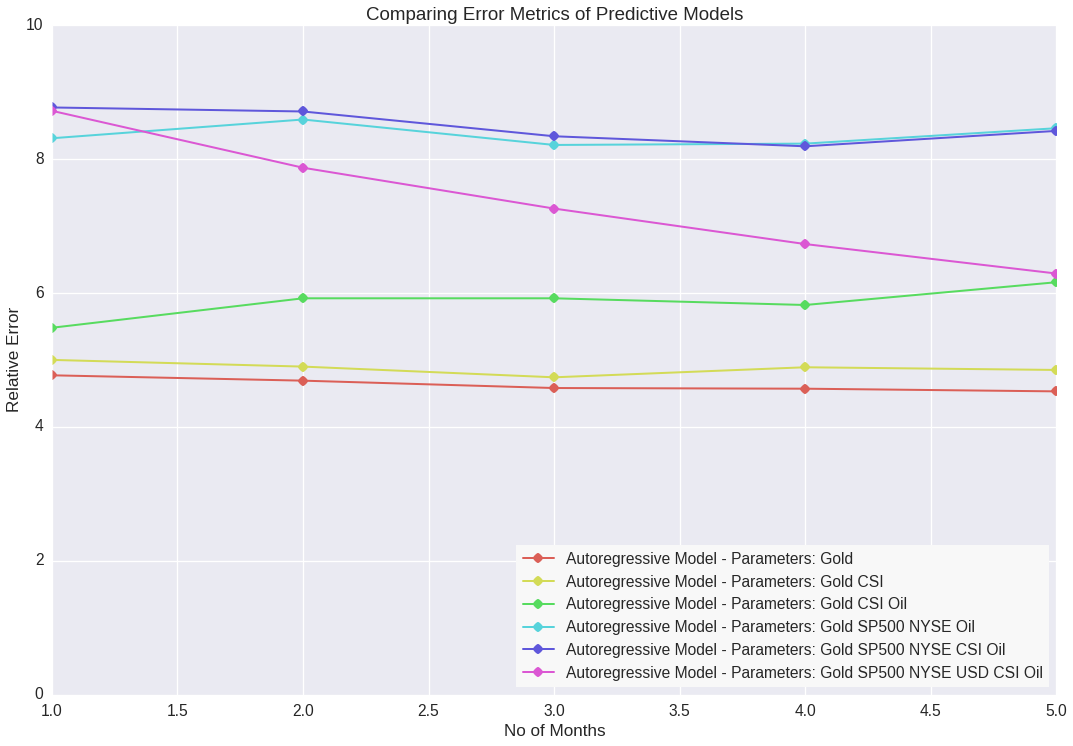 Comparing Error Metrics of Predictive Models
10
8
6
4
2
0
Relative Error
Autoregressive Model - Parameters: Gold
Autoregressive Model - Parameters: Gold CSI
Autoregressive Model - Parameters: Gold CSI Oil
Autoregressive Model - Parameters: Gold SP500 NYSE Oil
Autoregressive Model - Parameters: Gold SP500 NYSE CSI Oil
Autoregressive Model - Parameters: Gold SP500 NYSE USD CSI Oil
1.0 1.5 2.0 2.5 3.0 3.5 4.0 4.5 5.0
No of Months